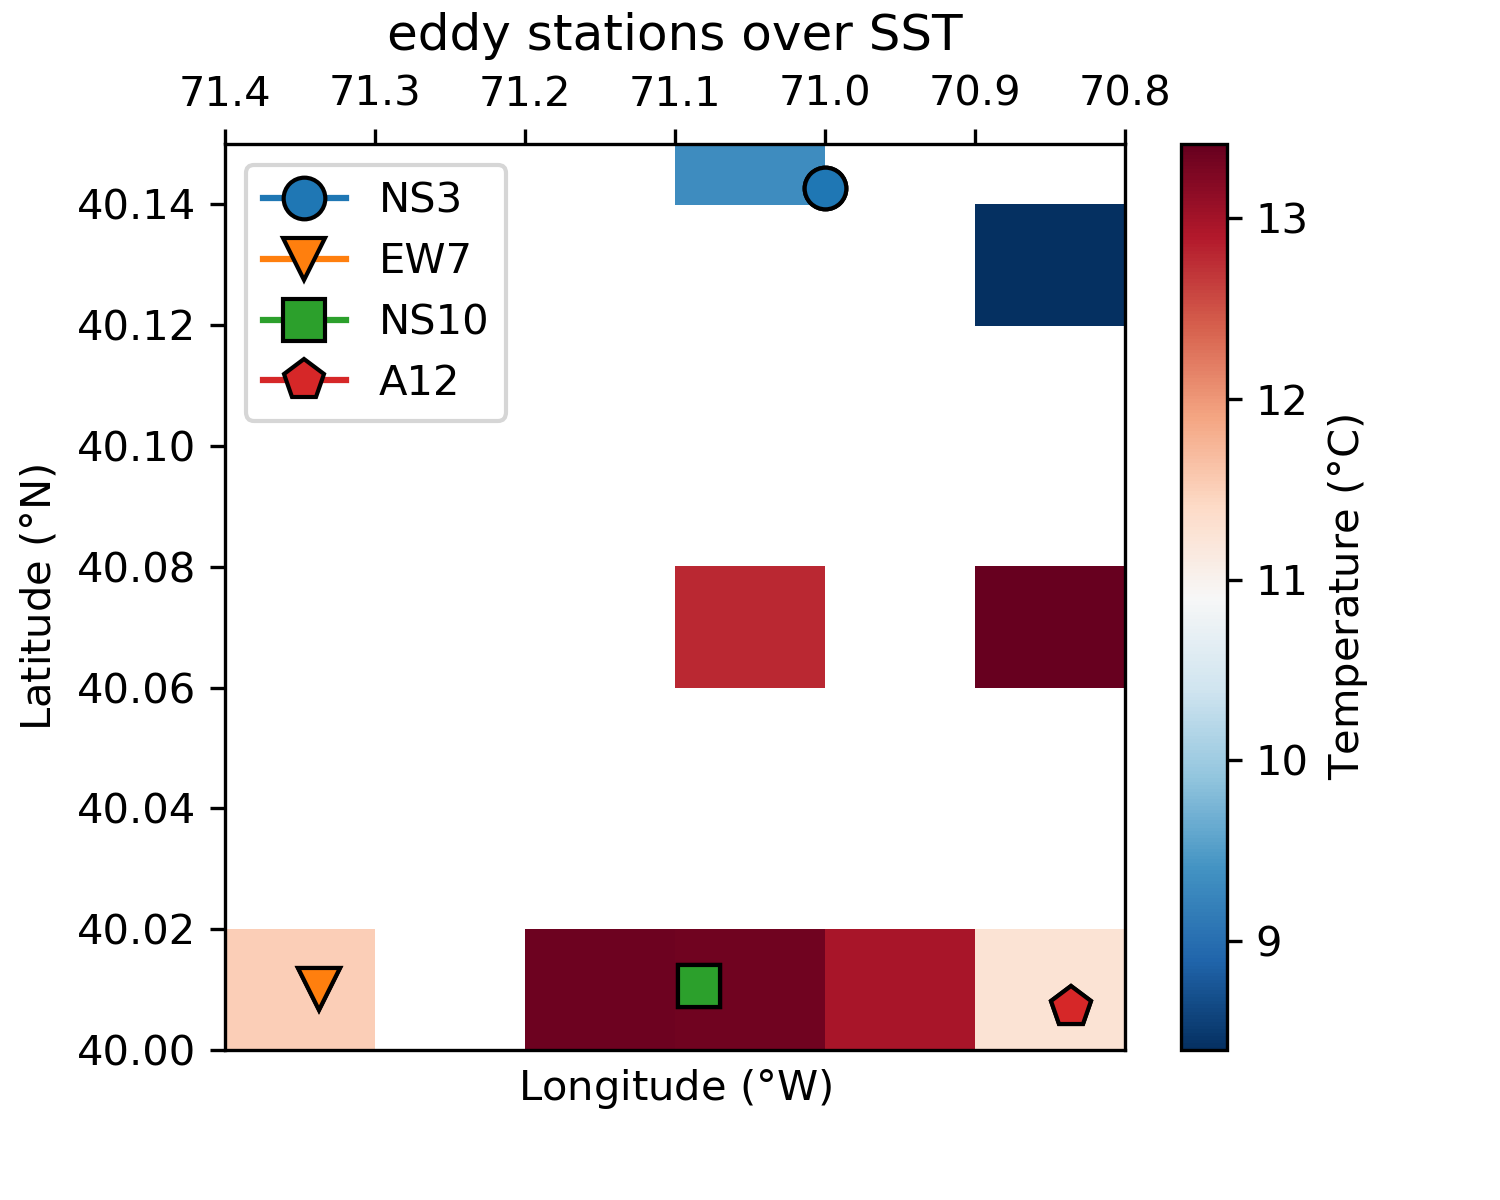 eddy stations over SST
71.4 71.3 71.2 71.1 71.0 70.9 70.8
NS3
EW7
NS10
A12
40.14
40.12
40.10
40.08
40.06
40.04
40.02
40.00
Latitude (°N)
Longitude (°W)
13
12
11
10
9
Temperature (°C)